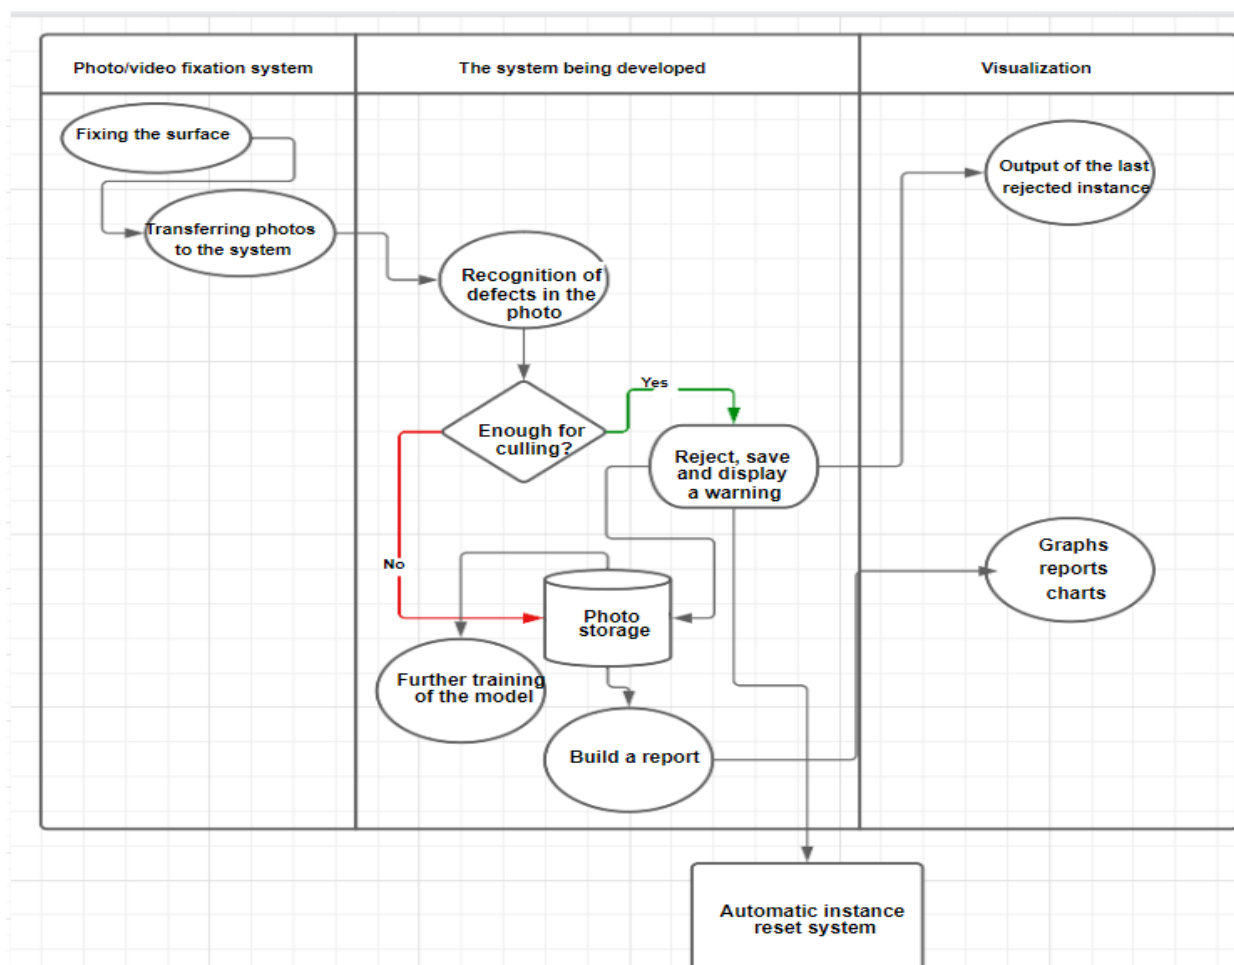 Photo/video fixation system
The system being developed
Visualization
Fixing the surface
Transferring photos
to the system
Recognition of
defects in the
photo
Output of the last
rejected instance
Yes
Enough for
culling?
Reject, save
and display
a warning
No
Graphs
reports
charts
Photo
storage
Further training
of the model
Build a report
Automatic instance
reset system